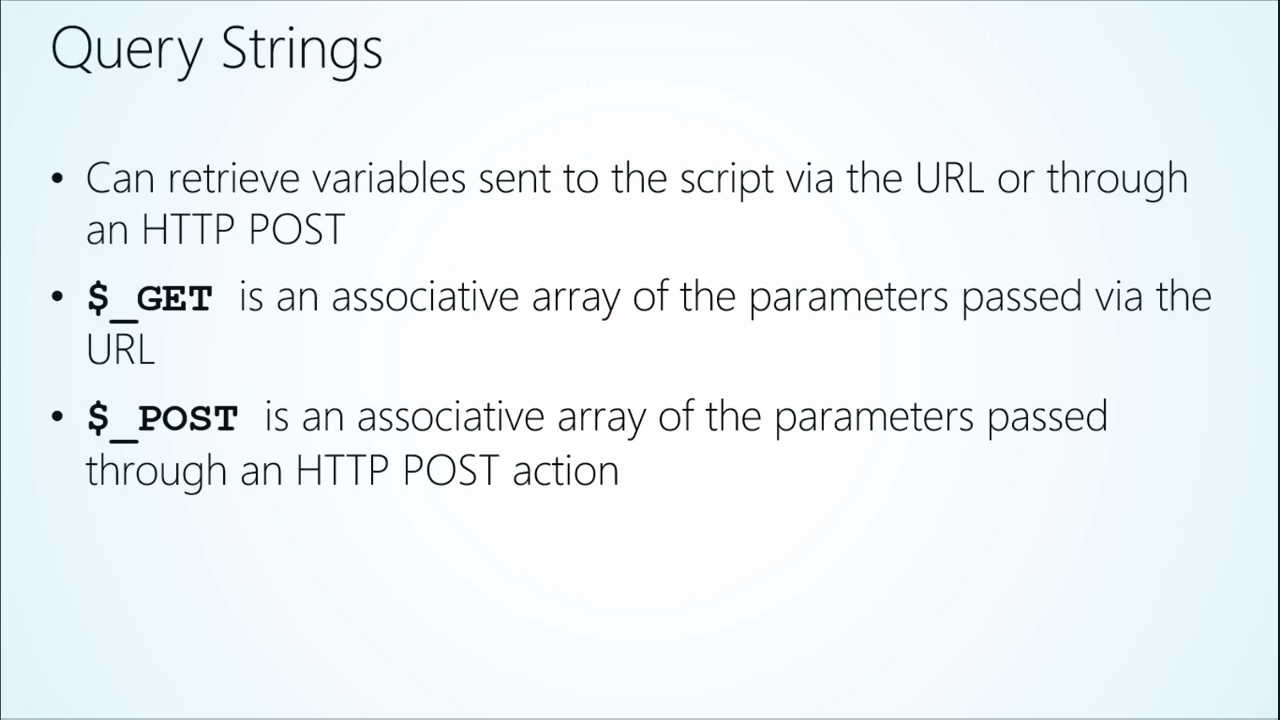 Query Strings
• Can retrieve variables sent to the script via the URL or through
an HTTP POST
• $_GET is an associative array of the parameters passed via the
URL
• $_POST is an associative array of the parameters passed
through an HTTP POST action